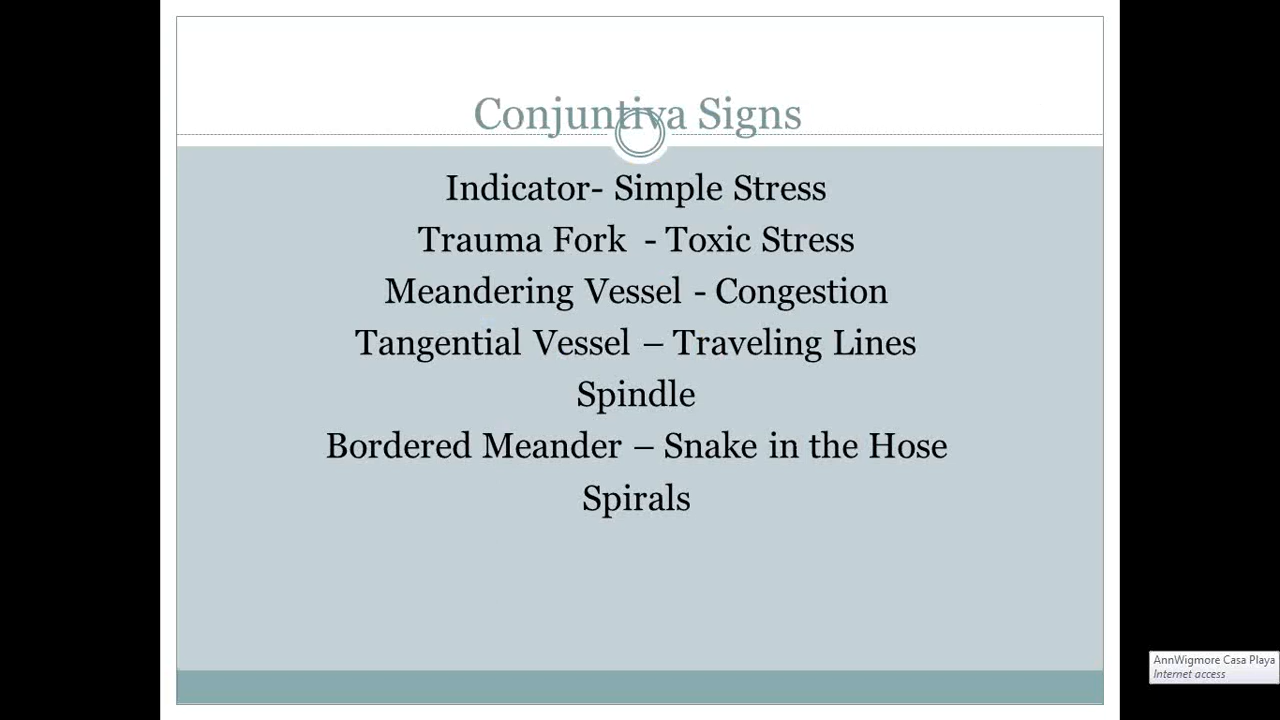 Conjuntiva Signs
Indicator- Simple Stress
Trauma Fork  - Toxic Stress
Meandering Vessel - Congestion
Tangential Vessel – Traveling Lines
Spindle
Bordered Meander – Snake in the Hose
Spirals
AnnWigmore Casa Playa
Internet access